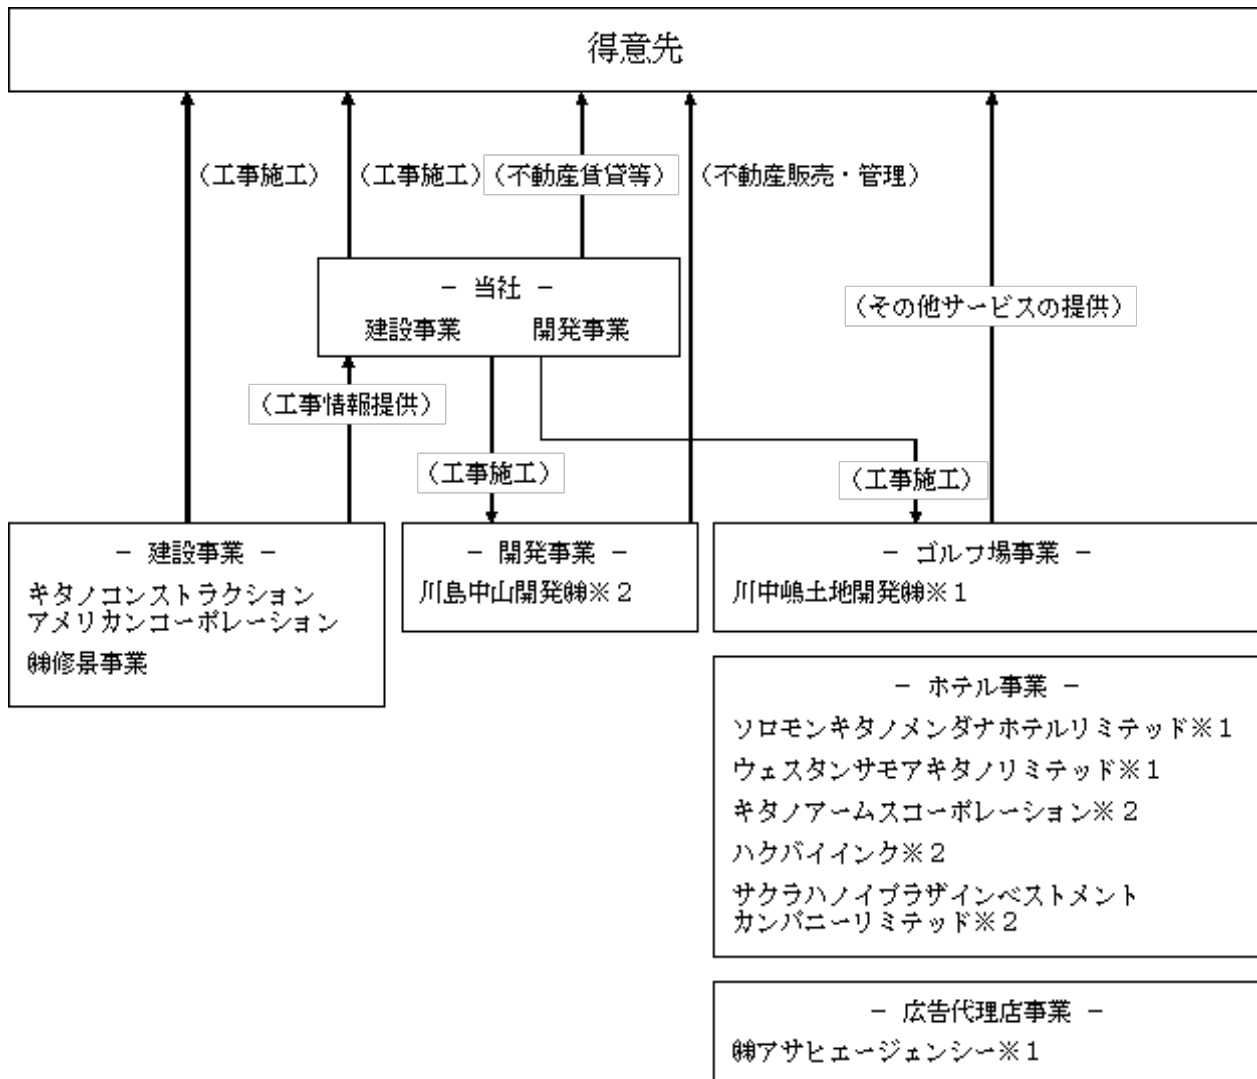 得意先
（工事施工）
（工事施工）
（不動産賃貸等）
（不動産販売・管理）
－ 当社 －
建設事業
開発事業
（その他サービスの提供）
（工事情報提供）
（工事施工）
（工事施工）
－ 建設事業 －
キタノコンストラクション
アメリカンコーポレーション
㈱修景事業
－ 開発事業 －
川島中山開発㈱※２
－ ゴルフ場事業 －
川中嶋土地開発㈱※１
－ ホテル事業 －
ソロモンキタノメンダナホテルリミテッド※１
ウェスタンサモアキタノリミテッド※１
キタノアームスコーポレーション※２
ハクバイインク※２
サクラハノイプラザインベストメント
カンパニーリミテッド※２
－ 広告代理店事業 －
㈱アサヒエージェンシー※１